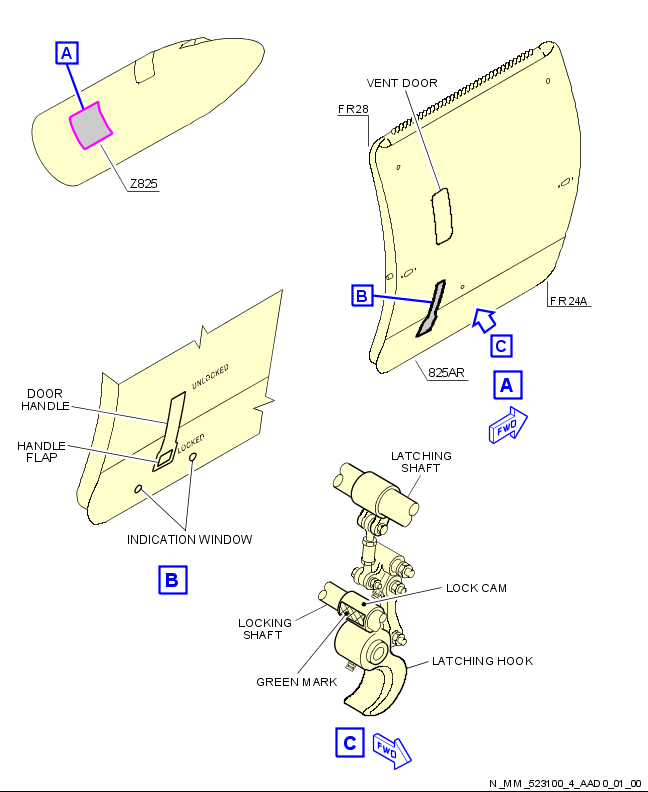 A
Z825
VENT DOOR
FR28
B
FR24A
C
825AR
A
FWD
UNLOCKED
DOOR
HANDLE
LOCKED
HANDLE
FLAP
INDICATION WINDOW
B
LATCHING
SHAFT
LOCK CAM
LOCKING
SHAFT
GREEN MARK
LATCHING HOOK
C
FWD
N_MM_523100_4_AAD0_01_00